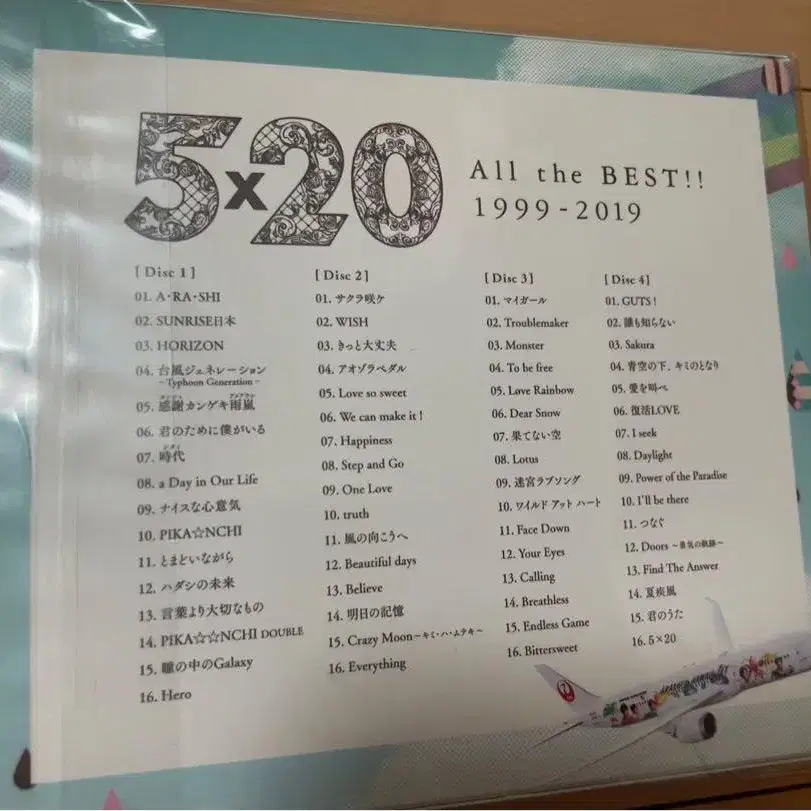 5×20
All the BEST!!
1999-2019
[Disc 1]
01. A・RA・SHI
02. SUNRISE日本
03. HORIZON
04. 台風ジェネレーション
-Typhoon Generation-
05. 感謝カンゲキ雨嵐
06. 君のために僕がいる
07. 時代
08. a Day in Our Life
09. ナイスな心意気
10. PIKA☆NCHI
11. とまどいながら
12. ハダシの未来
13. 言葉より大切なもの
14. PIKA☆☆NCHI DOUBLE
15. 瞳の中のGalaxy
16. Hero
[Disc 2]
01. サクラ咲ケ
02. WISH
03. きっと大丈夫
04. アオゾラペダル
05. Love so sweet
06. We can make it!
07. Happiness
08. Step and Go
09. One Love
10. truth
11. 風の向こうへ
12. Beautiful days
13. Believe
14. 明日の記憶
15. Crazy Moon〜キミ・ハ・ムテキ〜
16. Everything
[Disc 3]
01. マイガール
02. Troublemaker
03. Monster
04. To be free
05. Løve Rainbow
06. Dear Snow
07. 果てない空
08. Lotus
09. 迷宮ラブソング
10. ワイルド アット ハート
11. Face Down
12. Your Eyes
13. Calling
14. Breathless
15. Endless Game
16. Bittersweet
[Disc 4]
01. GUTS!
02. 誰も知らない
03. Sakura
04. 青空の下、キミのとなり
05. 愛を叫べ
06. 復活LOVE
07. I seek
08. Daylight
09. Power of the Paradise
10. I'll be there
11. つなぐ
12. Doors 〜勇気の軌跡〜
13. Find The Answer
14. 夏疾風
15. 君のうた
16. 5×20